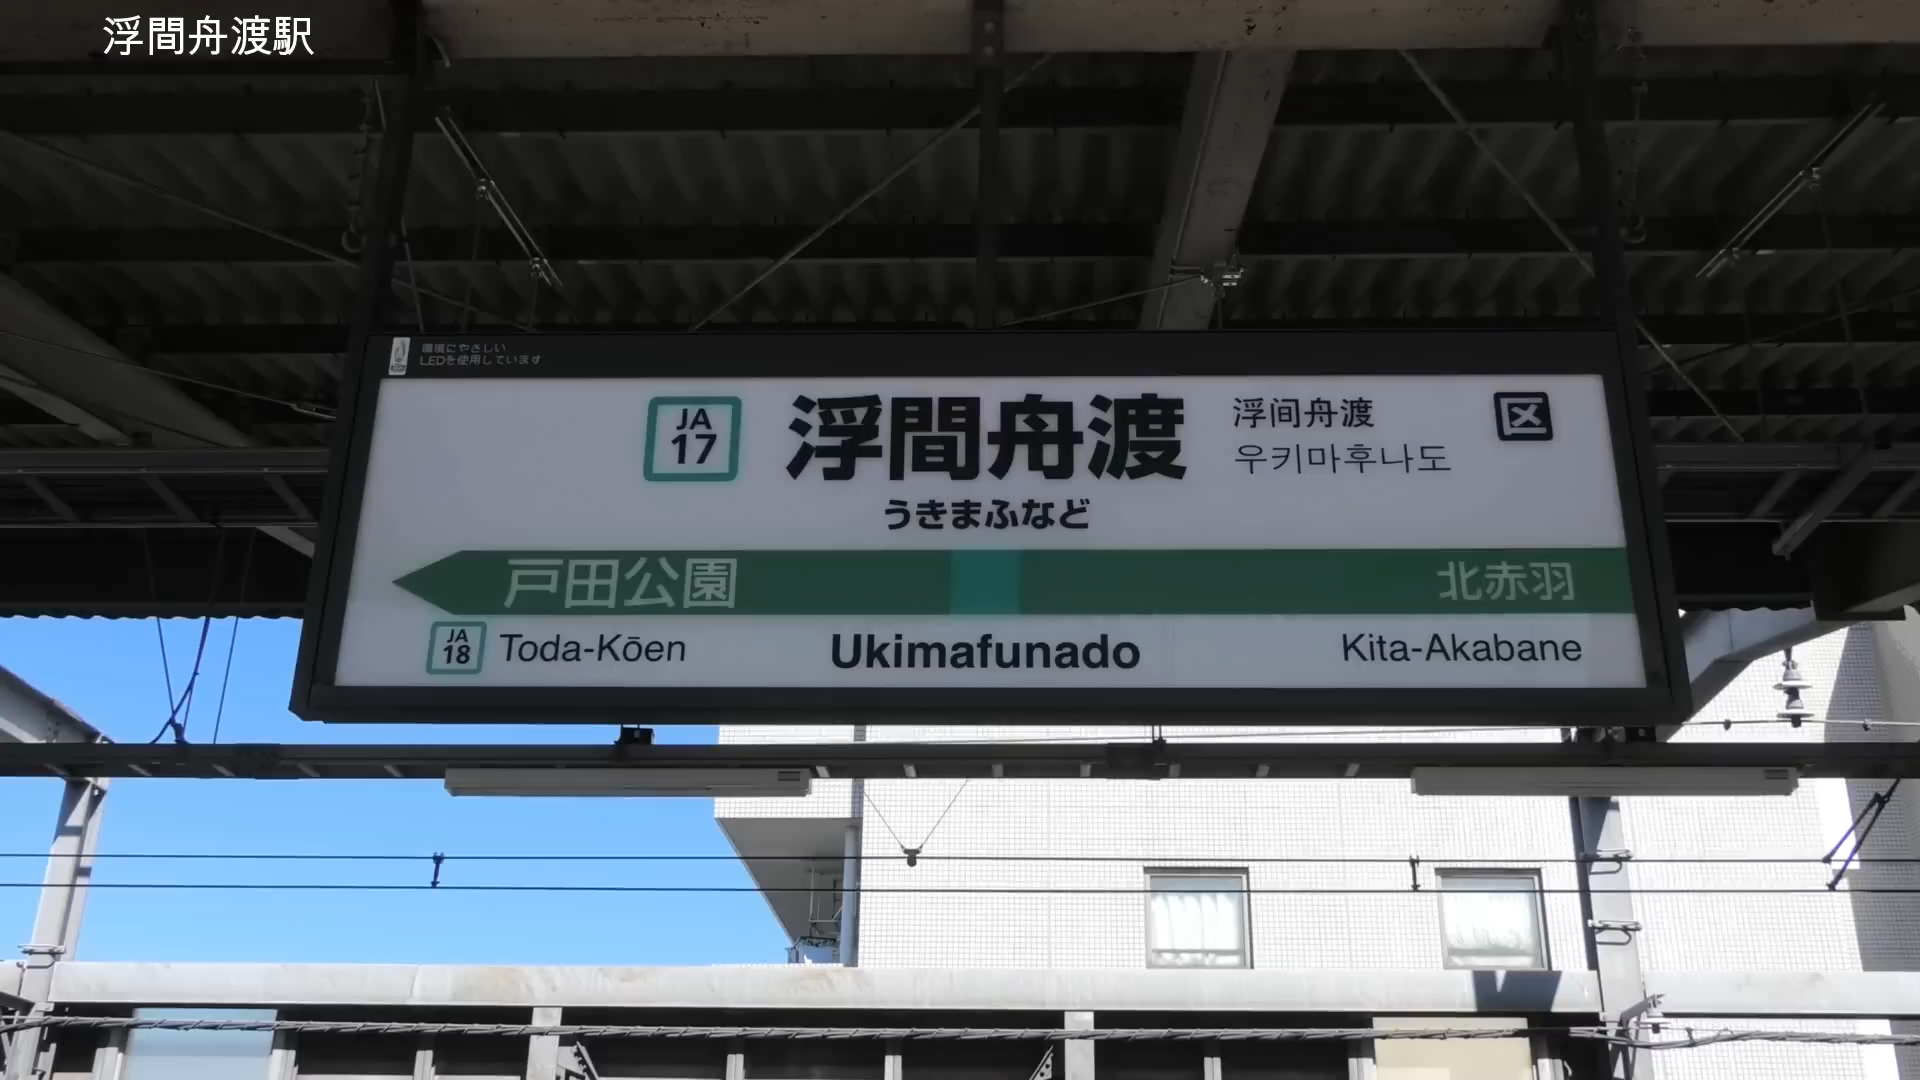 浮間舟渡駅
環境にやさしい
LEDを使用しています
JA
17
浮間舟渡
浮间舟渡
우키마후나도
区
うきまふなど
戸田公園
北赤羽
JA
18
Toda-Kōen
Ukimafunado
Kita-Akabane